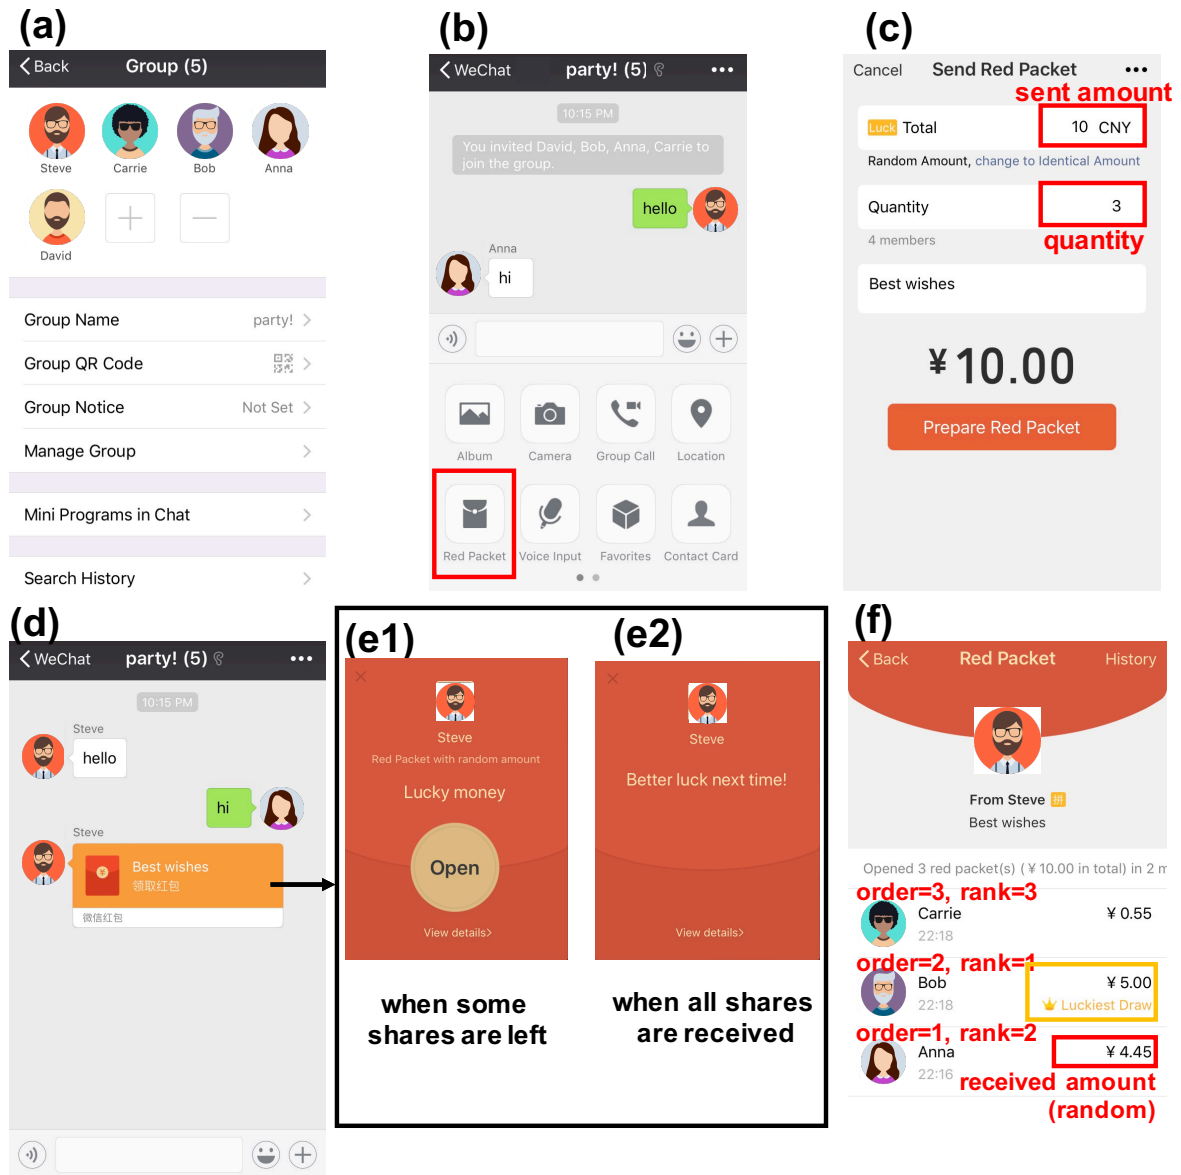 (a)
Back
Group (5)
Steve
Carrie
Bob
Anna
David
Group Name
party!
Group QR Code
Group Notice
Not Set
Manage Group
Mini Programs in Chat
Search History
(b)
WeChat
party! (5)
10:15 PM
You invited David, Bob, Anna, Carrie to
join the group.
hello
Anna
hi
Album
Camera
Group Call
Location
Red Packet
Voice Input
Favorites
Contact Card
(c)
Cancel
Send Red Packet
sent amount
Luck Total
10 CNY
Random Amount, change to Identical Amount
Quantity
3
4 members
quantity
Best wishes
¥10.00
Prepare Red Packet
(d)
WeChat
party! (5)
10:15 PM
Steve
hello
hi
Steve
Best wishes
领取红包
微信红包
(e1)
Steve
Red Packet with random amount
Lucky money
Open
View details>
when some
shares are left
(e2)
Steve
Better luck next time!
View details>
when all shares
are received
(f)
Back
Red Packet
History
From Steve 拼
Best wishes
Opened 3 red packet(s) (¥10.00 in total) in 2 m
order=3, rank=3
Carrie
¥ 0.55
22:18
order=2, rank=1
Bob
¥ 5.00
22:18
Luckiest Draw
order=1, rank=2
Anna
¥ 4.45
22:16
received amount
(random)